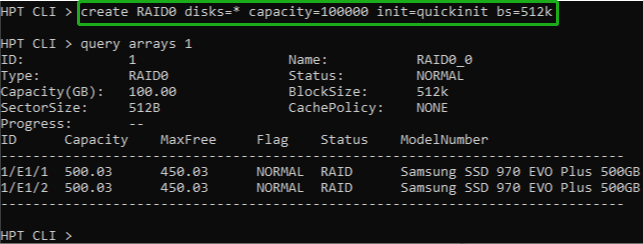 HPT CLI > create RAID0 disks=* capacity=100000 init=quickinit bs=512k
HPT CLI > query arrays 1
ID: 1 Name: RAID0_0
Type: RAID0 Status: NORMAL
Capacity(GB): 100.00 BlockSize: 512k
SectorSize: 512B CachePolicy: NONE
Progress: --
ID Capacity MaxFree Flag Status ModelNumber
-------------------------------------------------------------------------------
1/E1/1 500.03 450.03 NORMAL RAID Samsung SSD 970 EVO Plus 500GB
1/E1/2 500.03 450.03 NORMAL RAID Samsung SSD 970 EVO Plus 500GB
-------------------------------------------------------------------------------
HPT CLI >